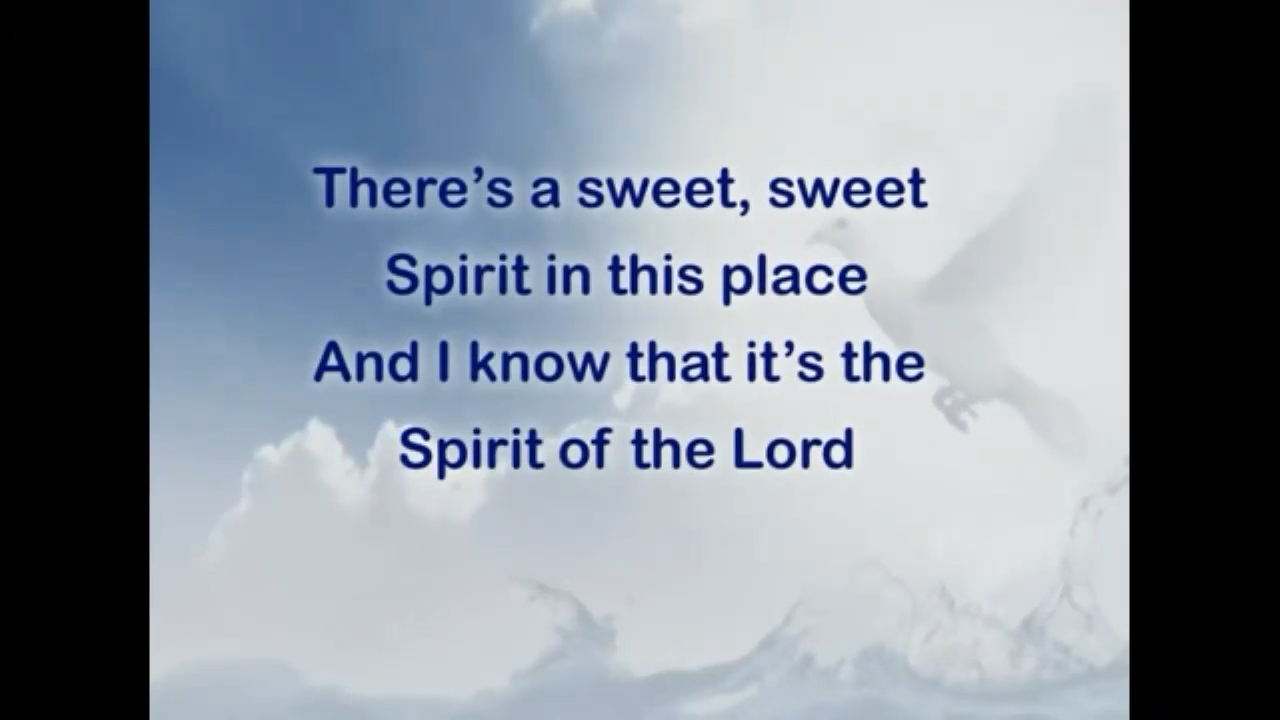 There’s a sweet, sweet
Spirit in this place
And I know that it’s the
Spirit of the Lord